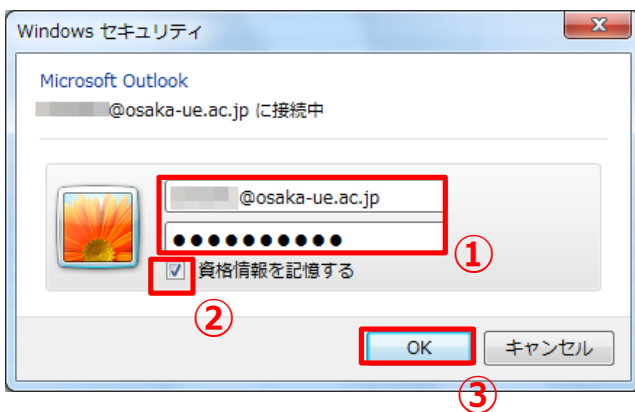 Windows セキュリティ
Microsoft Outlook
@osaka-ue.ac.jp に接続中
@osaka-ue.ac.jp
●●●●●●●●●●
①
資格情報を記憶する
②
OK
キャンセル
③